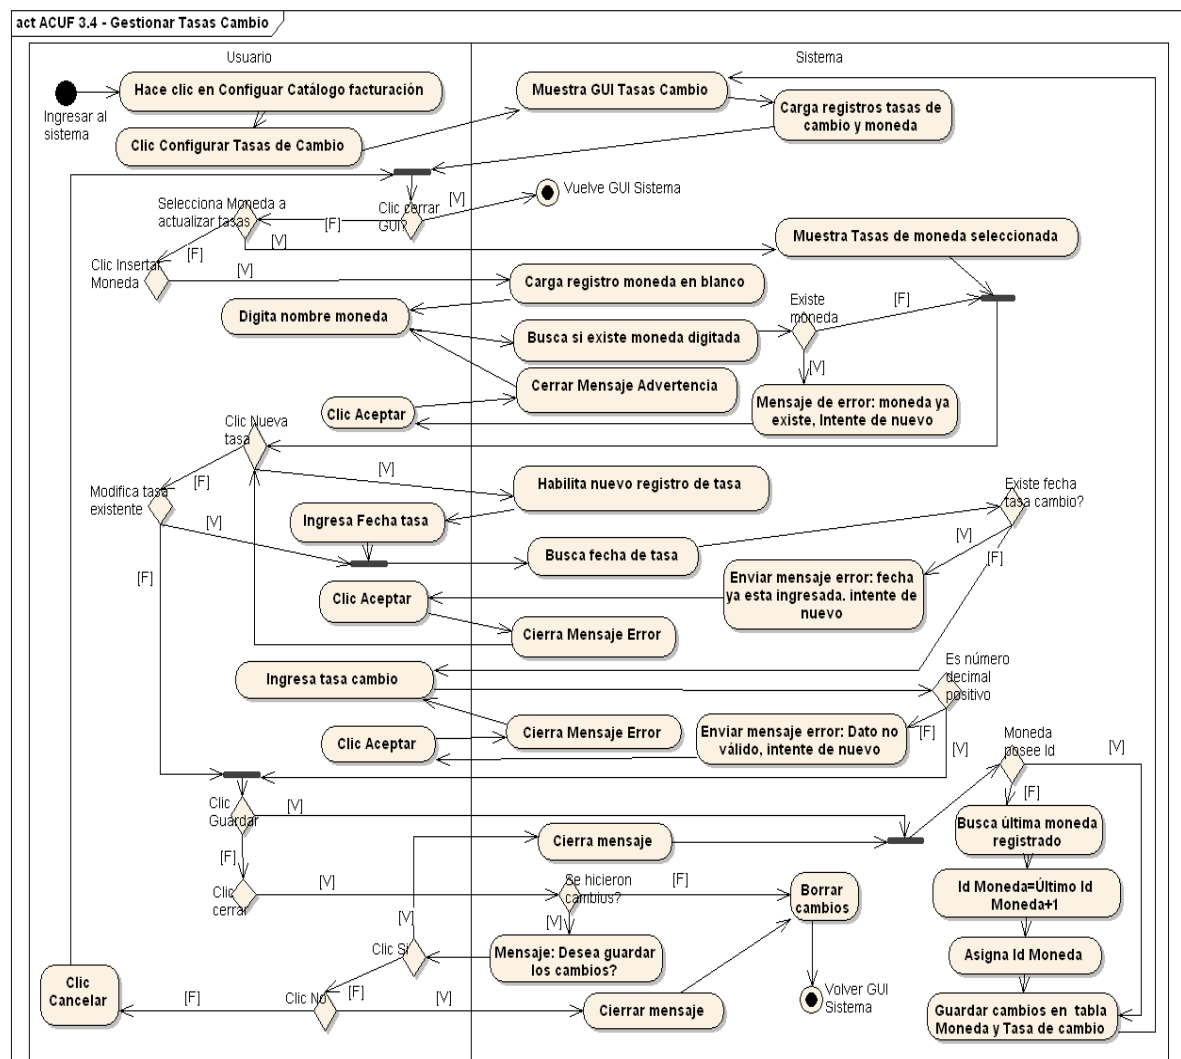 act ACUF 3.4 - Gestionar Tasas Cambio
Usuario
Sistema
Ingresar al
sistema
Hace clic en Configuar Catálogo facturación
Clic Configurar Tasas de Cambio
Muestra GUI Tasas Cambio
Carga registros tasas de
cambio y moneda
Clic cerrar
GUI?
[V]
[F]
Vuelve GUI Sistema
Selecciona Moneda a
actualizar tasas
[F]
[V]
Muestra Tasas de moneda seleccionada
Clic Insertar
Moneda
[V]
Carga registro moneda en blanco
Digita nombre moneda
Busca si existe moneda digitada
Existe
moneda
[F]
[V]
Cerrar Mensaje Advertencia
Clic Aceptar
Mensaje de error: moneda ya
existe, Intente de nuevo
Clic Nueva
tasa
[V]
[F]
Habilita nuevo registro de tasa
Modifica tasa
existente
[V]
[F]
Ingresa Fecha tasa
Busca fecha de tasa
Existe fecha
tasa cambio?
[V]
[F]
Enviar mensaje error: fecha
ya esta ingresada. intente de
nuevo
Clic Aceptar
Cierra Mensaje Error
Ingresa tasa cambio
Es número
decimal
positivo
[F]
[V]
Enviar mensaje error: Dato no
válido, intente de nuevo
Cierra Mensaje Error
Clic Aceptar
Moneda
posee Id
[V]
[F]
Clic
Guardar
[V]
[F]
Busca última moneda
registrado
Id Moneda=Último Id
Moneda+1
Asigna Id Moneda
Guardar cambios en tabla
Moneda y Tasa de cambio
Cierra mensaje
Clic
cerrar
[V]
Se hicieron
cambios?
[F]
[V]
Borrar
cambios
Mensaje: Desea guardar
los cambios?
Clic Si
[V]
[F]
Clic No
[V]
[F]
Cierrar mensaje
Clic
Cancelar
Volver GUI
Sistema